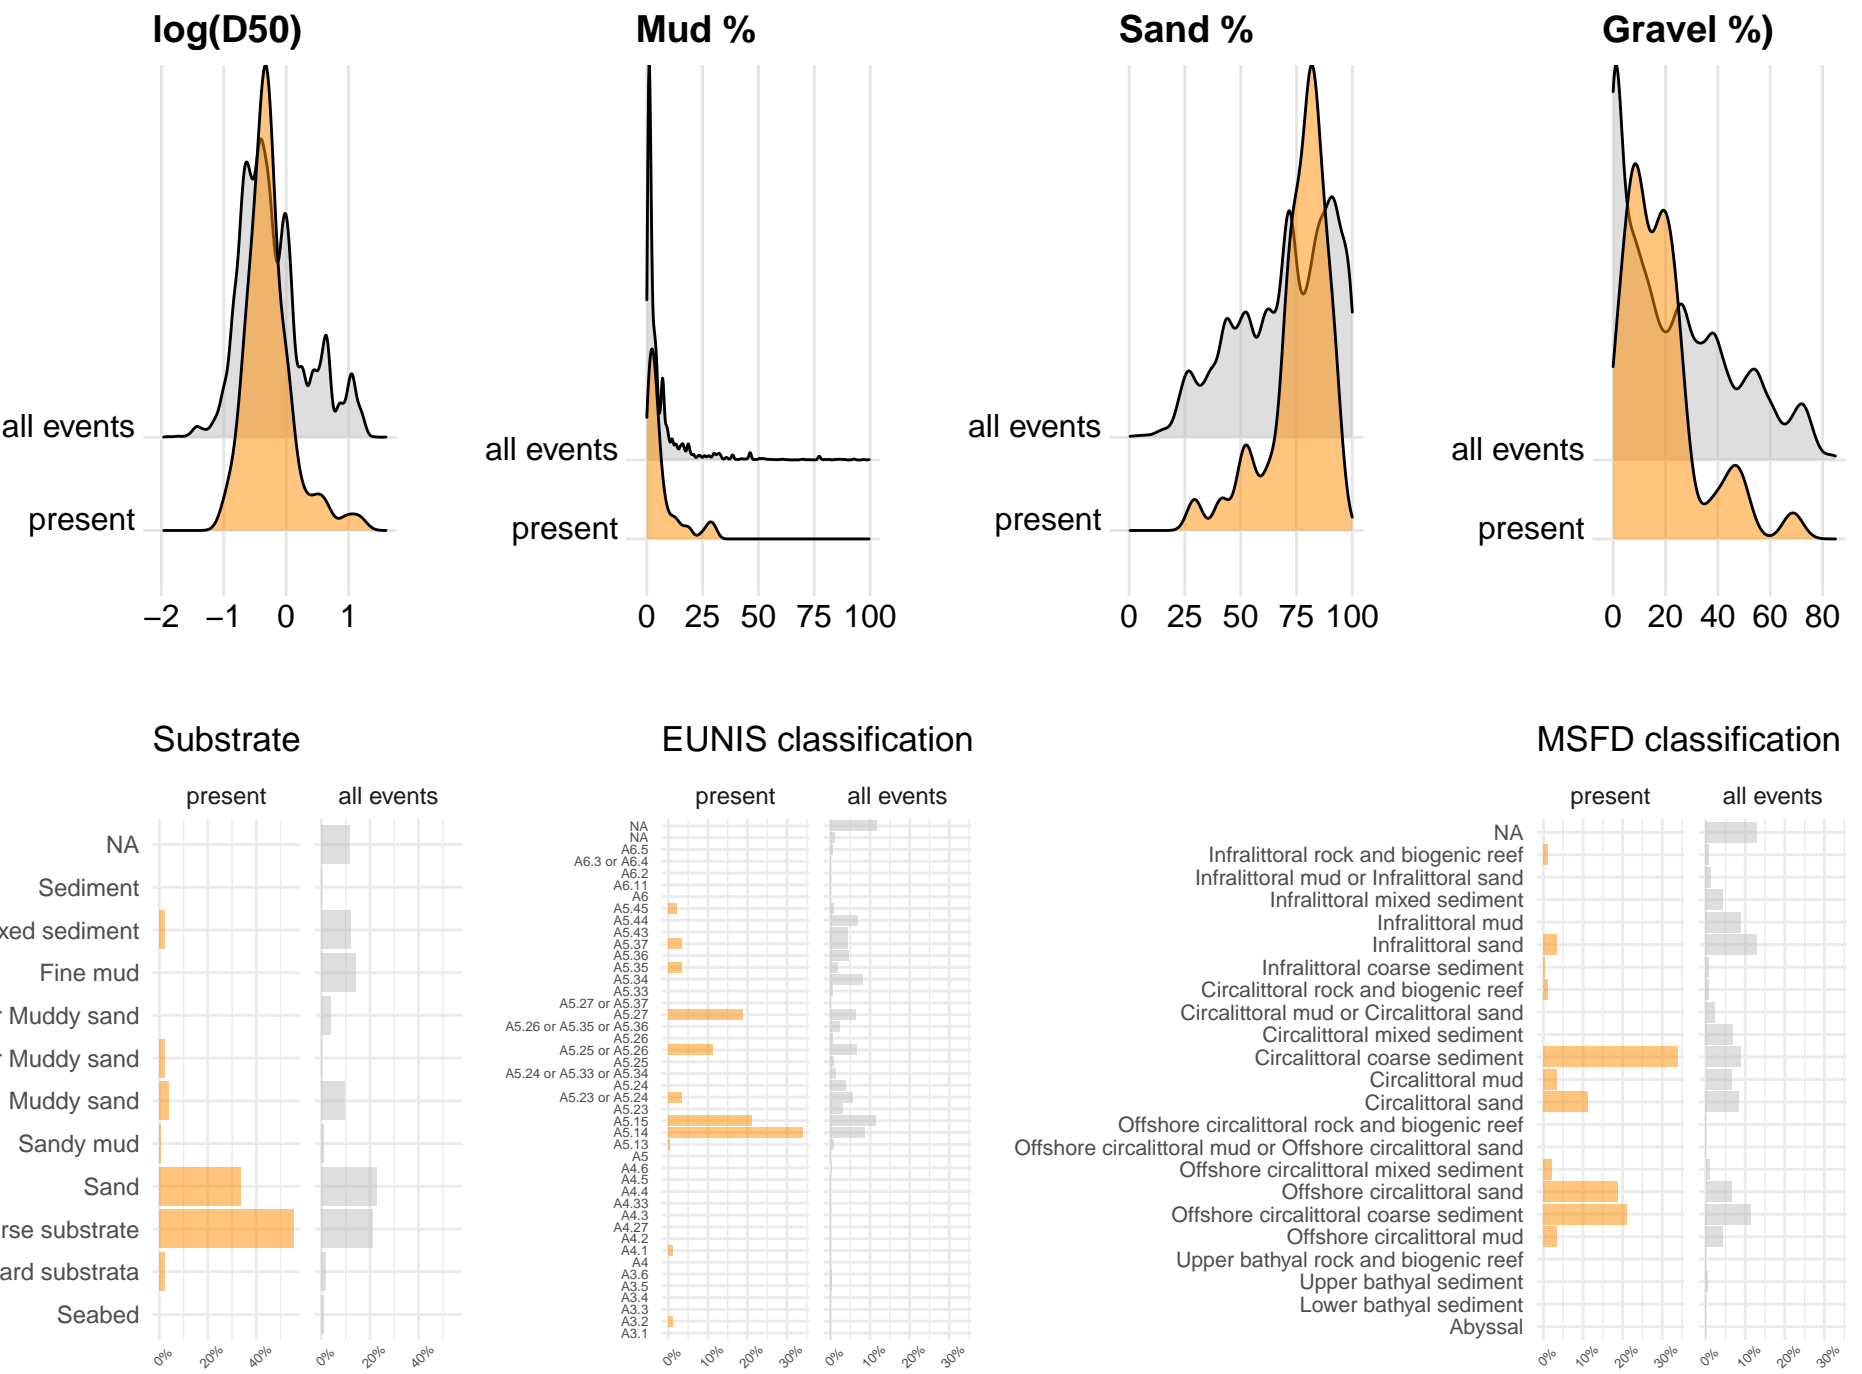 log(D50) Mud % Sand % Gravel %)
all events all events all events all events
present present present present
−2 −1 0 1 0 25 50 75 100 0 25 50 75 100 0 20 40 60 80
Substrate EUNIS classification MSFD classification
present all events present all events present all events
NA
Sediment
xed sediment
Fine mud
r Muddy sand
r Muddy sand
Muddy sand
Sandy mud
Sand
rse substrate
ard substrata
Seabed
0% 20% 40% 0% 20% 40%
NA
NA
A6.5
A6.3 or A6.4
A6.2
A6.11
A6
A5.45
A5.44
A5.43
A5.37
A5.36
A5.35
A5.34
A5.33
A5.27 or A5.37
A5.27
A5.26 or A5.35 or A5.36
A5.26
A5.25 or A5.26
A5.25
A5.24 or A5.33 or A5.34
A5.24
A5.23 or A5.24
A5.23
A5.15
A5.14
A5.13
A5
A4.6
A4.5
A4.4
A4.33
A4.3
A4.27
A4.2
A4.1
A4
A3.6
A3.5
A3.4
A3.3
A3.2
A3.1
0% 10% 20% 30% 0% 10% 20% 30%
NA
Infralittoral rock and biogenic reef
Infralittoral mud or Infralittoral sand
Infralittoral mixed sediment
Infralittoral mud
Infralittoral sand
Infralittoral coarse sediment
Circalittoral rock and biogenic reef
Circalittoral mud or Circalittoral sand
Circalittoral mixed sediment
Circalittoral coarse sediment
Circalittoral mud
Circalittoral sand
Offshore circalittoral rock and biogenic reef
Offshore circalittoral mud or Offshore circalittoral sand
Offshore circalittoral mixed sediment
Offshore circalittoral sand
Offshore circalittoral coarse sediment
Offshore circalittoral mud
Upper bathyal rock and biogenic reef
Upper bathyal sediment
Lower bathyal sediment
Abyssal
0% 10% 20% 30% 0% 10% 20% 30%